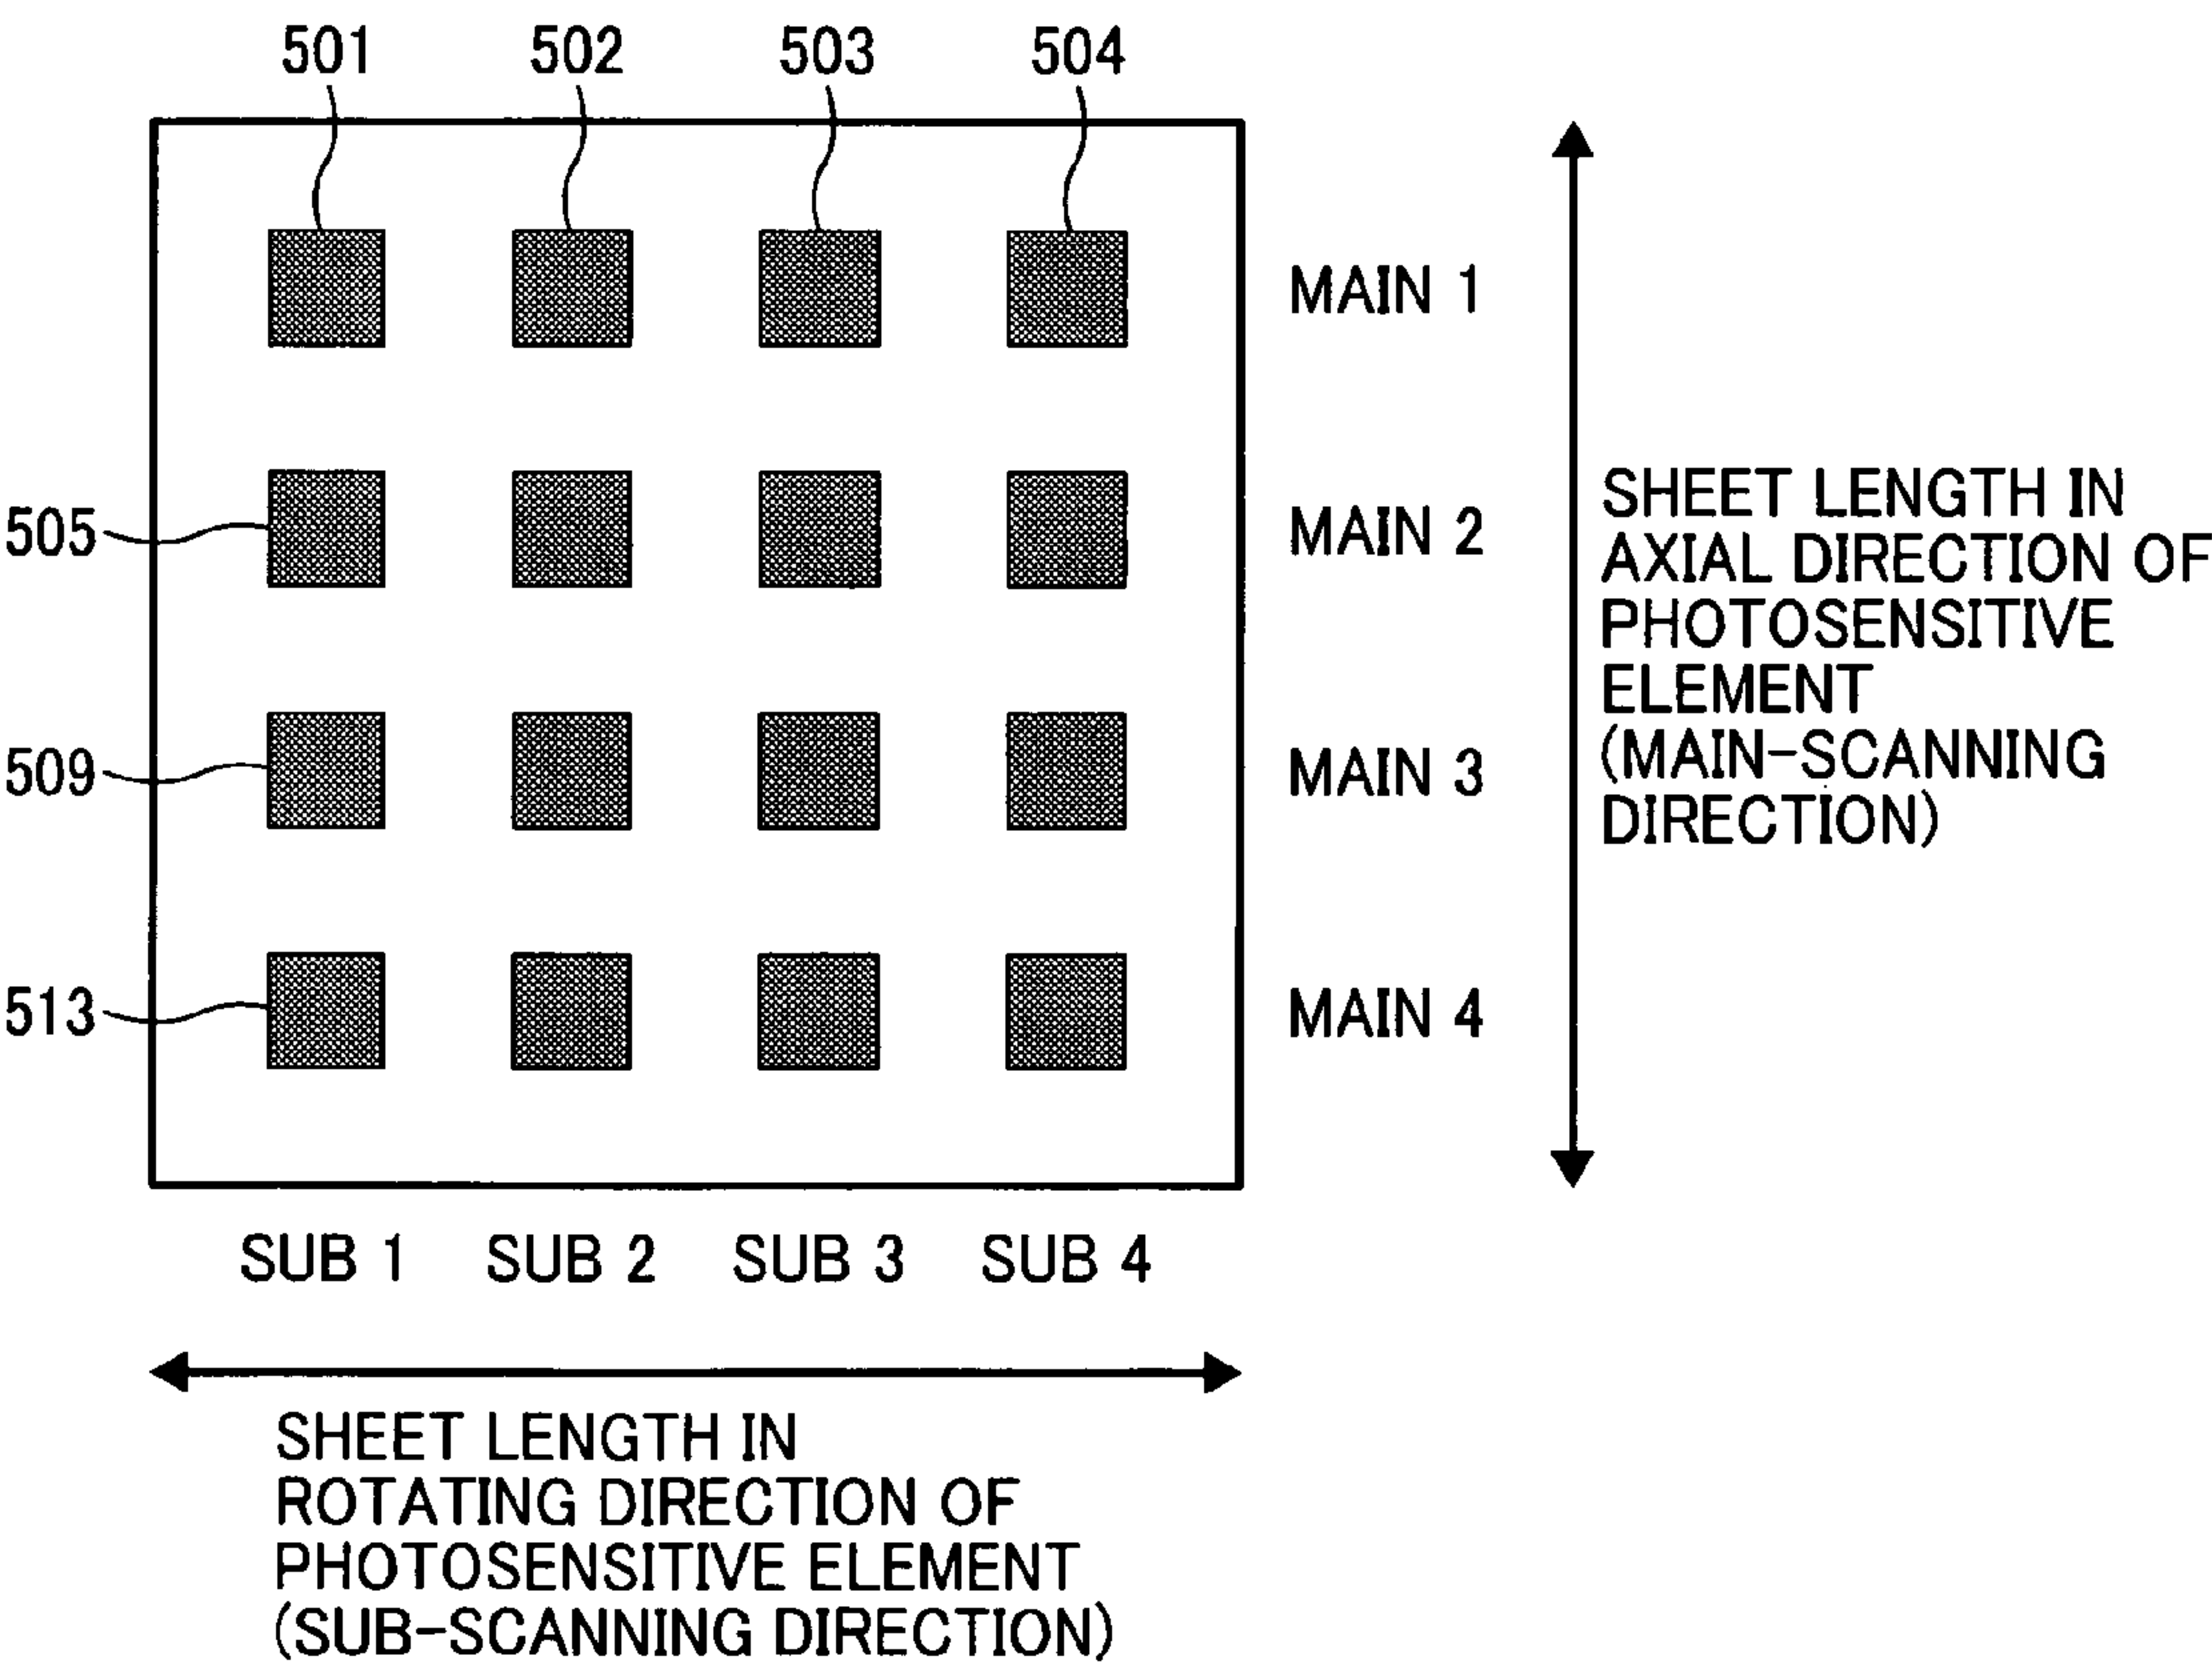 501 502 503 504
MAIN 1
505
MAIN 2
509
MAIN 3
513
MAIN 4
SHEET LENGTH IN
AXIAL DIRECTION OF
PHOTOSENSITIVE
ELEMENT
(MAIN-SCANNING
DIRECTION)
SUB 1 SUB 2 SUB 3 SUB 4
SHEET LENGTH IN
ROTATING DIRECTION OF
PHOTOSENSITIVE ELEMENT
(SUB-SCANNING DIRECTION)